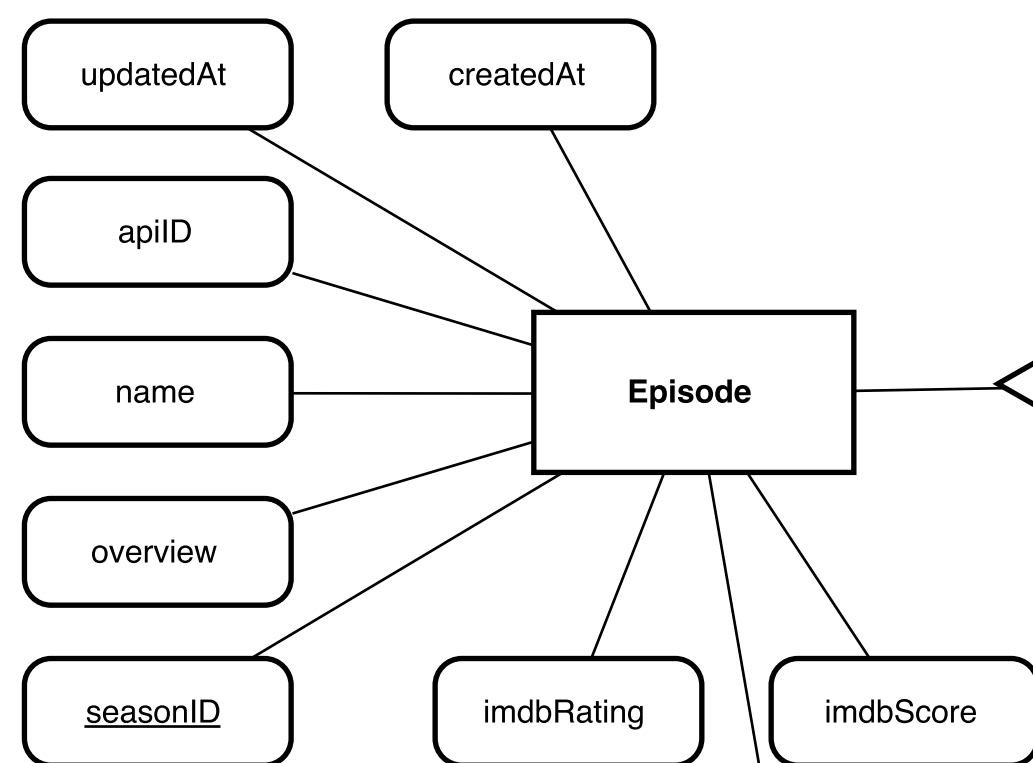 updatedAt
createdAt
apiID
name
Episode
overview
seasonID
imdbRating
imdbScore